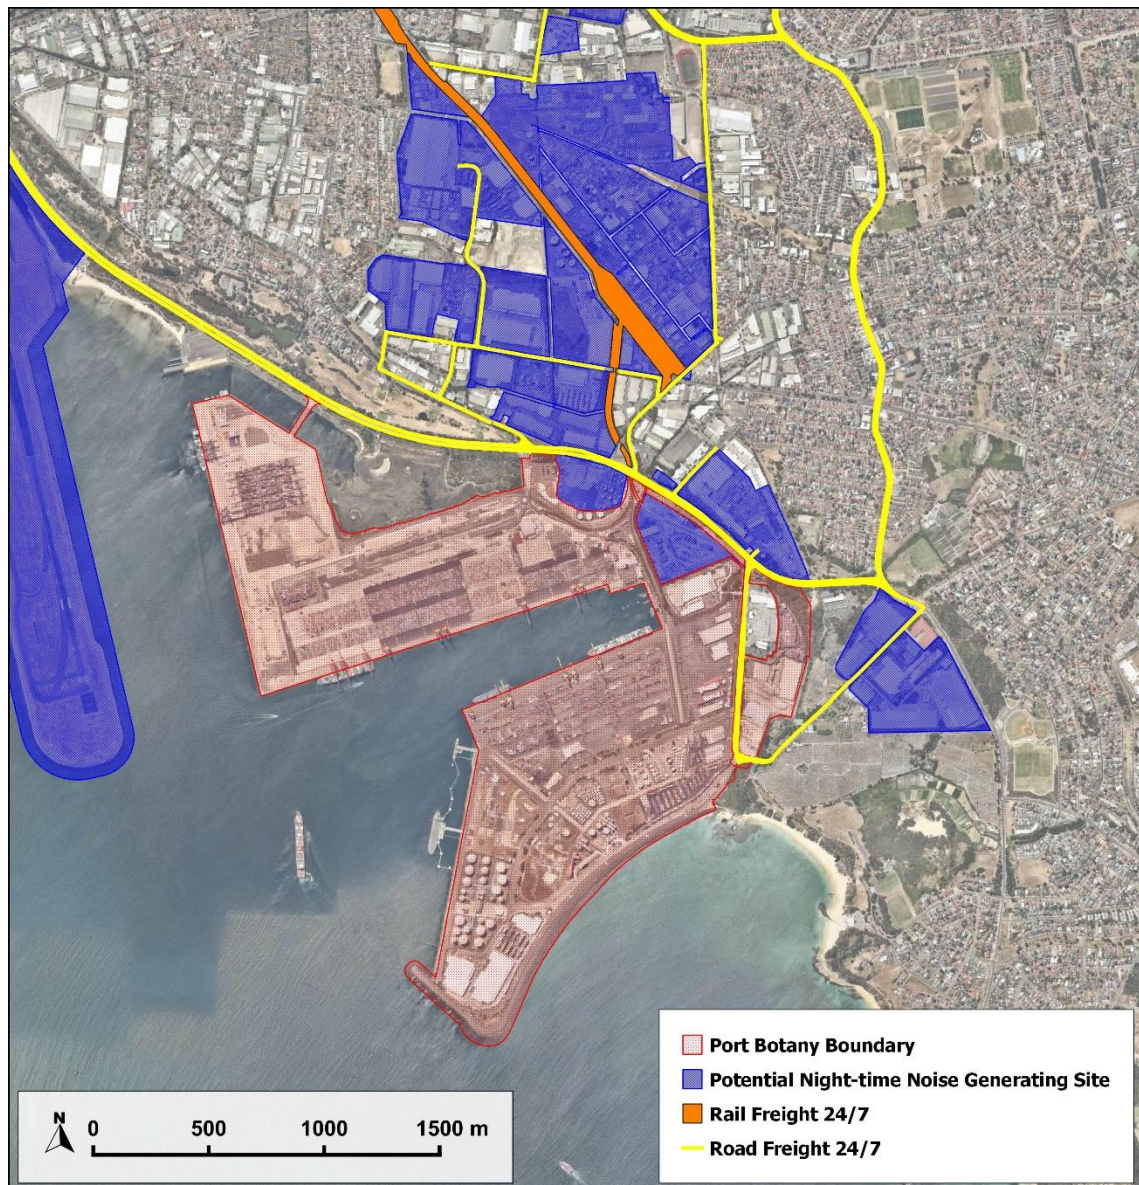 Port Botany Boundary
Potential Night-time Noise Generating Site
Rail Freight 24/7
Road Freight 24/7
N
0 500 1000 1500 m